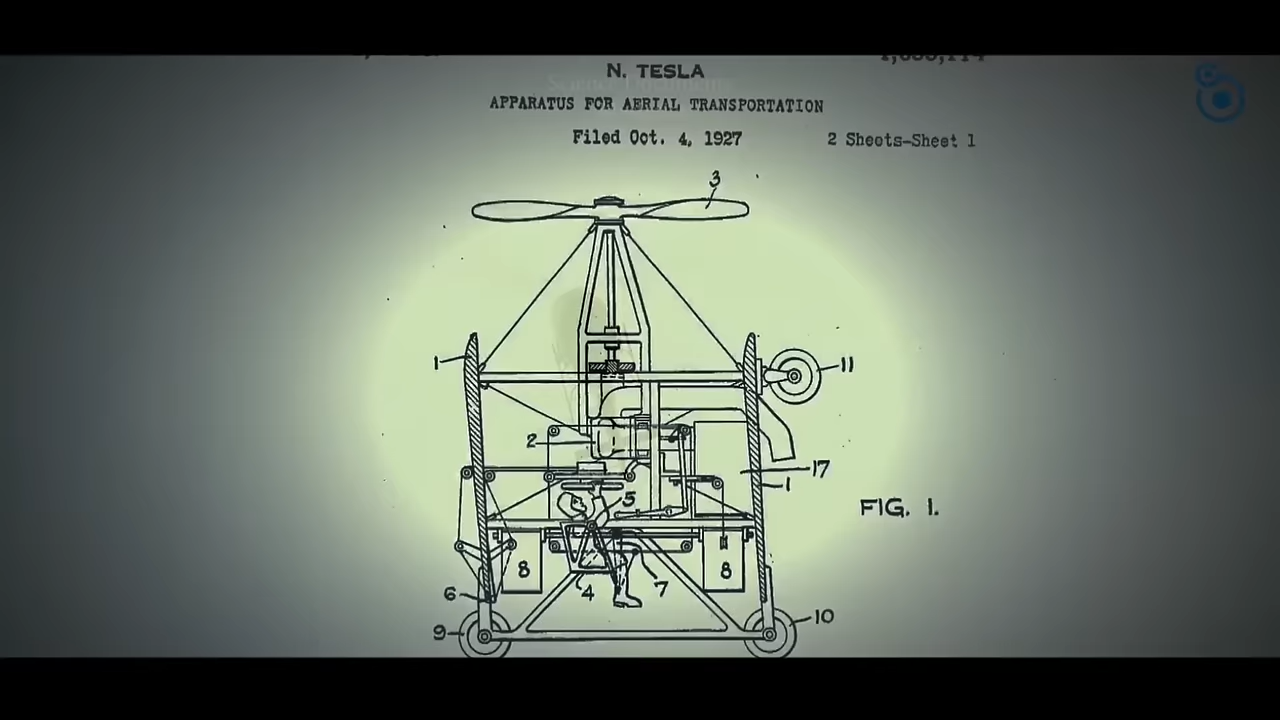 N. TESLA
APPARATUS FOR AERIAL TRANSPORTATION
Filed Oct. 4, 1927
2 Sheets-Sheet 1
3
1
11
2
17
1
5
FIG. 1.
8
8
4
7
6
9
10